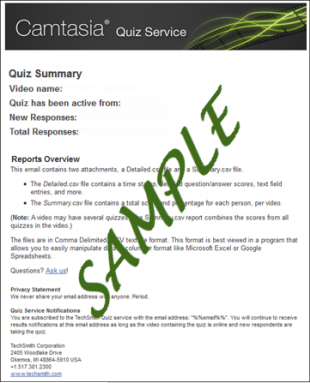 Camtasia® Quiz Service
Quiz Summary
Video name:
Quiz has been active from:
New Responses:
Total Responses:
Reports Overview
This email contains two attachments, a Detailed.csv file and a Summary.csv file.
• The Detailed.csv file contains a time stamp, detailed question/answer scores, text field
entries, and more.
• The Summary.csv file contains a total score and percentage for each person, per video.
(Note: A video may have several quizzes. The Summary.csv report combines the scores from all
quizzes in the video.)
The files are in Comma Delimited CSV text file format. This format is best viewed in a program that
allows you to easily manipulate data in columnar format like Microsoft Excel or Google
Spreadsheets.
Questions? Ask us!
Privacy Statement
We never share your email address with anyone. Period.
Quiz Service Notifications
You are subscribed to the TechSmith Quiz service with the email address: "%%email%%". You will continue to receive
results notifications at this email address as long as the video containing the quiz is online and new respondents are
taking the quiz.
TechSmith Corporation
2405 Woodlake Drive
Okemos, MI 48864-5910 USA
+1.517.381.2300
www.techsmith.com
SAMPLE